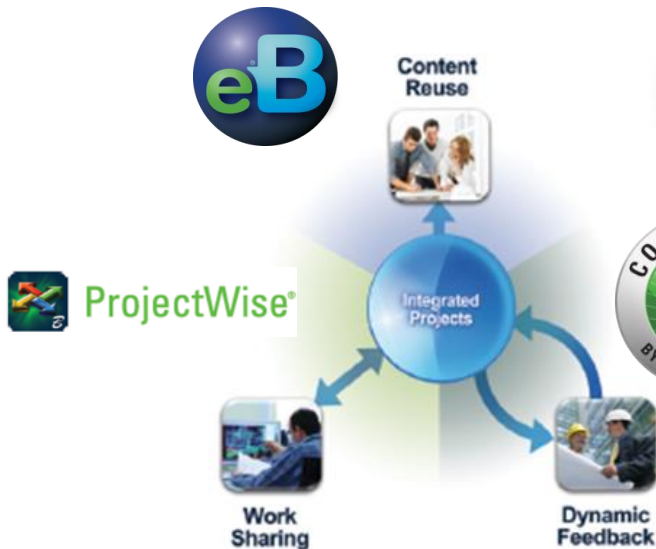 eB
Content
Reuse
ProjectWise®
Integrated
Projects
Work
Sharing
Dynamic
Feedback